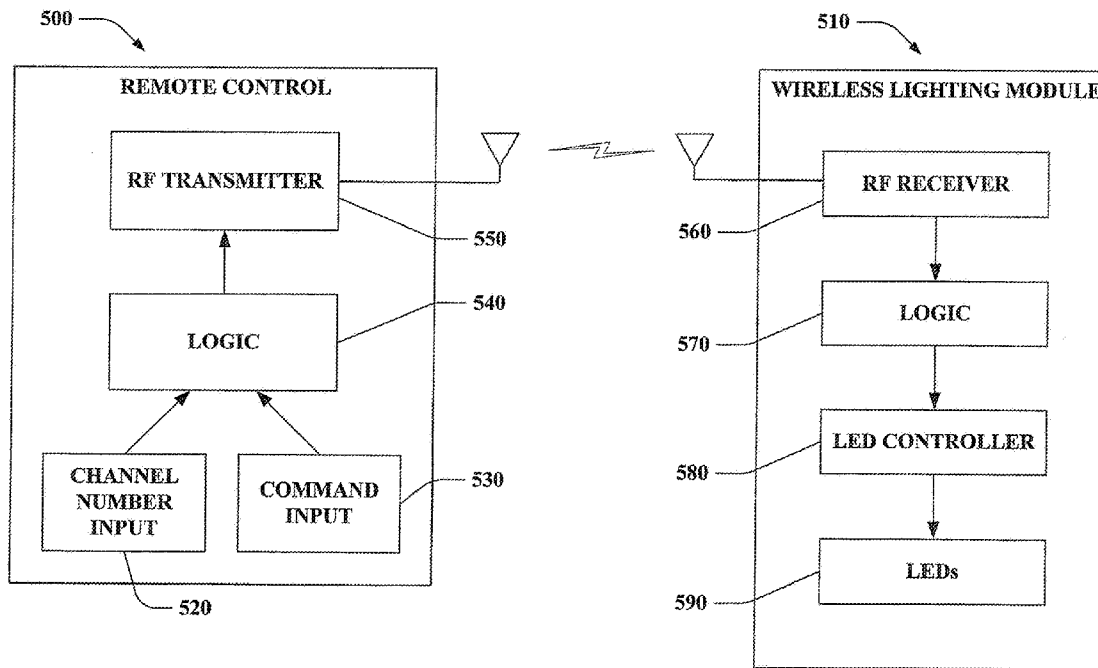 500
510
REMOTE CONTROL
WIRELESS LIGHTING MODULE
RF TRANSMITTER
550
RF RECEIVER
560
LOGIC
540
LOGIC
570
CHANNEL
NUMBER
INPUT
520
COMMAND
INPUT
530
LED CONTROLLER
580
LEDs
590